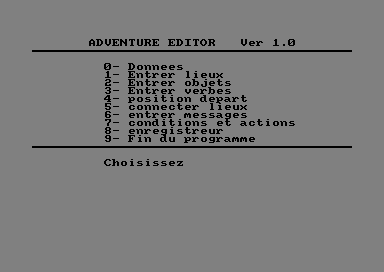 ADVENTURE EDITOR   Ver 1.0
0- Donnees
1- Entrer lieux
2- Entrer objets
3- Entrer verbes
4- position depart
5- connecter lieux
6- entrer messages
7- conditions et actions
8- enregistreur
9- Fin du programme
Choisissez